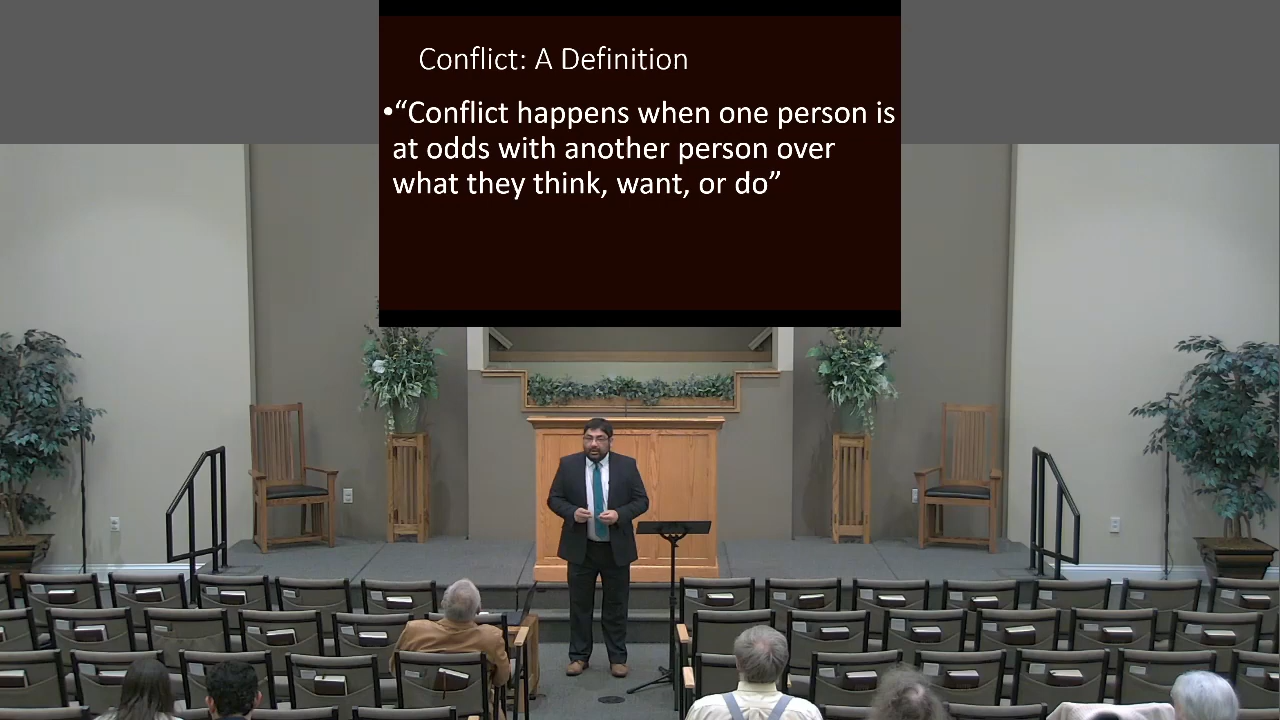 Conflict: A Definition
•“Conflict happens when one person is
at odds with another person over
what they think, want, or do”